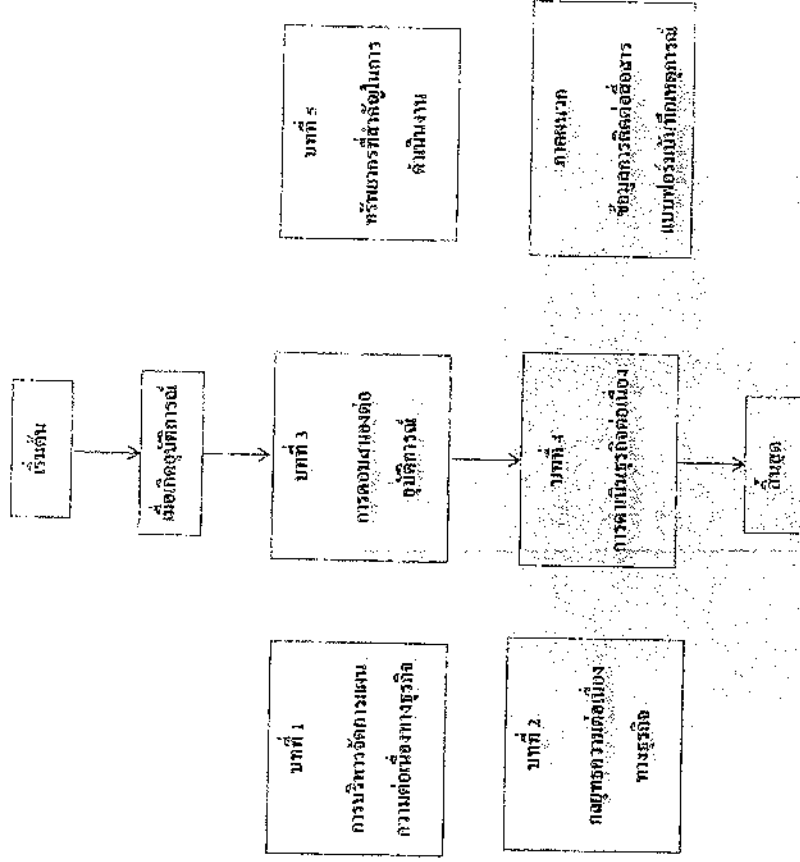 เริ่มต้น
เมื่อเกิดอุบัติการณ์
บทที่ 1
การบริหารจัดการแผน
ความต่อเนื่องทางธุรกิจ
บทที่ 3
การตอบสนองต่อ
อุบัติการณ์
บทที่ 5
ทรัพยากรที่สำคัญในการ
ดำเนินงาน
บทที่ 2
กลยุทธความต่อเนื่อง
ทางธุรกิจ
บทที่ 4
การดำเนินธุรกิจต่อเนื่อง
ภาคผนวก
ข้อมูลการติดต่อสื่อสาร
แบบฟอร์มบันทึกเหตุการณ์
สิ้นสุด